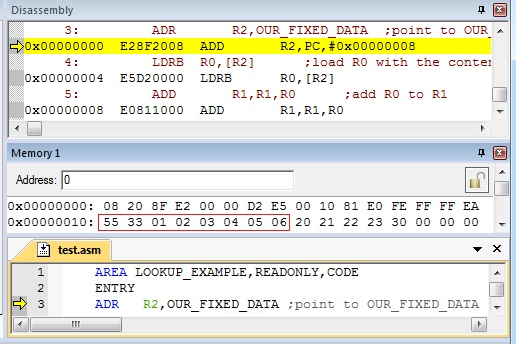 Disassembly
3: ADR R2,OUR_FIXED_DATA ;point to OUR
0x00000000 E28F2008 ADD R2,PC,#0x00000008
4: LDRB R0,[R2] ;load R0 with the conter
0x00000004 E5D20000 LDRB R0,[R2]
5: ADD R1,R1,R0 ;add R0 to R1
0x00000008 E0811000 ADD R1,R1,R0
Memory 1
Address: 0
0x00000000: 08 20 8F E2 00 00 D2 E5 00 10 81 E0 FE FF FF EA
0x00000010: 55 33 01 02 03 04 05 06 20 21 22 23 30 00 00 00
test.asm
1 AREA LOOKUP_EXAMPLE,READONLY,CODE
2 ENTRY
3 ADR R2,OUR_FIXED_DATA ;point to OUR_FIXED_DATA